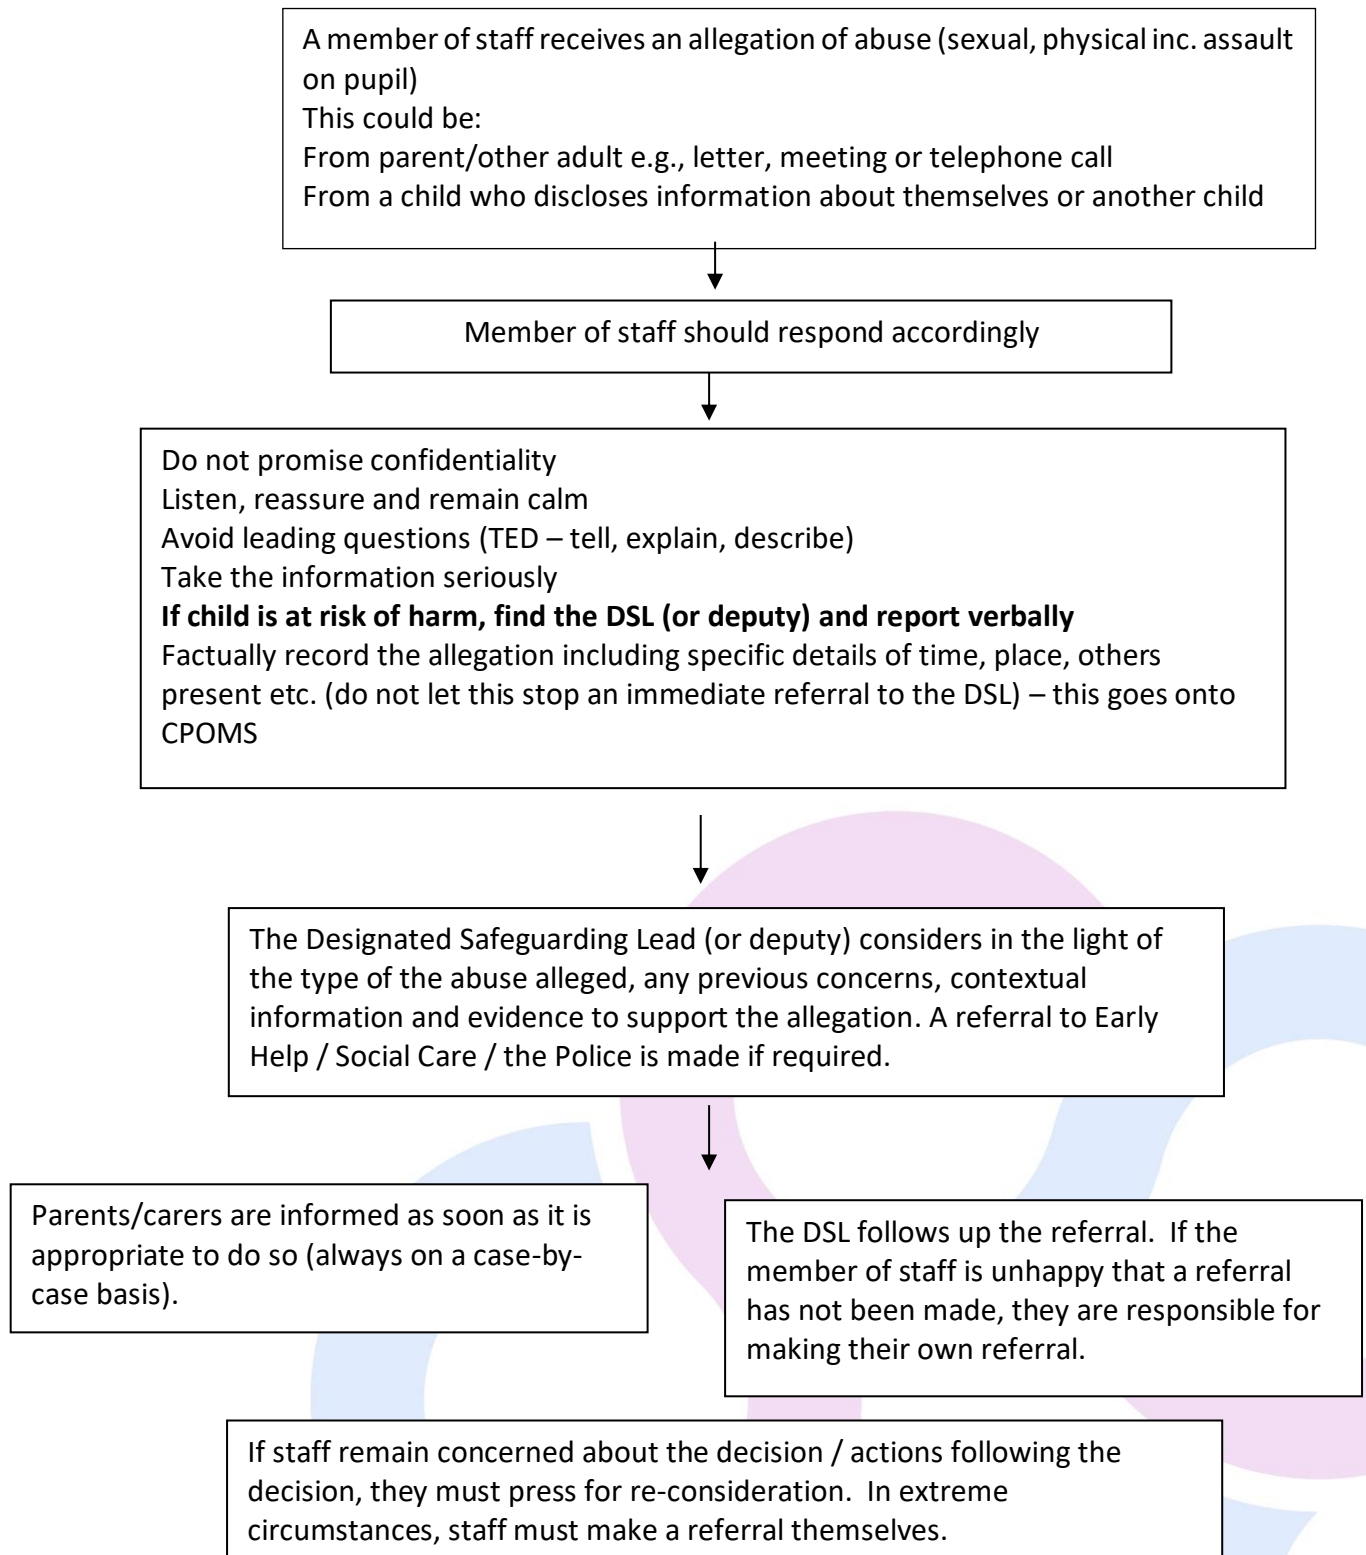 A member of staff receives an allegation of abuse (sexual, physical inc. assault
on pupil)
This could be:
From parent/other adult e.g., letter, meeting or telephone call
From a child who discloses information about themselves or another child
Member of staff should respond accordingly
Do not promise confidentiality
Listen, reassure and remain calm
Avoid leading questions (TED – tell, explain, describe)
Take the information seriously
If child is at risk of harm, find the DSL (or deputy) and report verbally
Factually record the allegation including specific details of time, place, others
present etc. (do not let this stop an immediate referral to the DSL) – this goes onto
CPOMS
The Designated Safeguarding Lead (or deputy) considers in the light of
the type of the abuse alleged, any previous concerns, contextual
information and evidence to support the allegation. A referral to Early
Help / Social Care / the Police is made if required.
Parents/carers are informed as soon as it is
appropriate to do so (always on a case-by-
case basis).
The DSL follows up the referral.  If the
member of staff is unhappy that a referral
has not been made, they are responsible for
making their own referral.
If staff remain concerned about the decision / actions following the
decision, they must press for re-consideration.  In extreme
circumstances, staff must make a referral themselves.